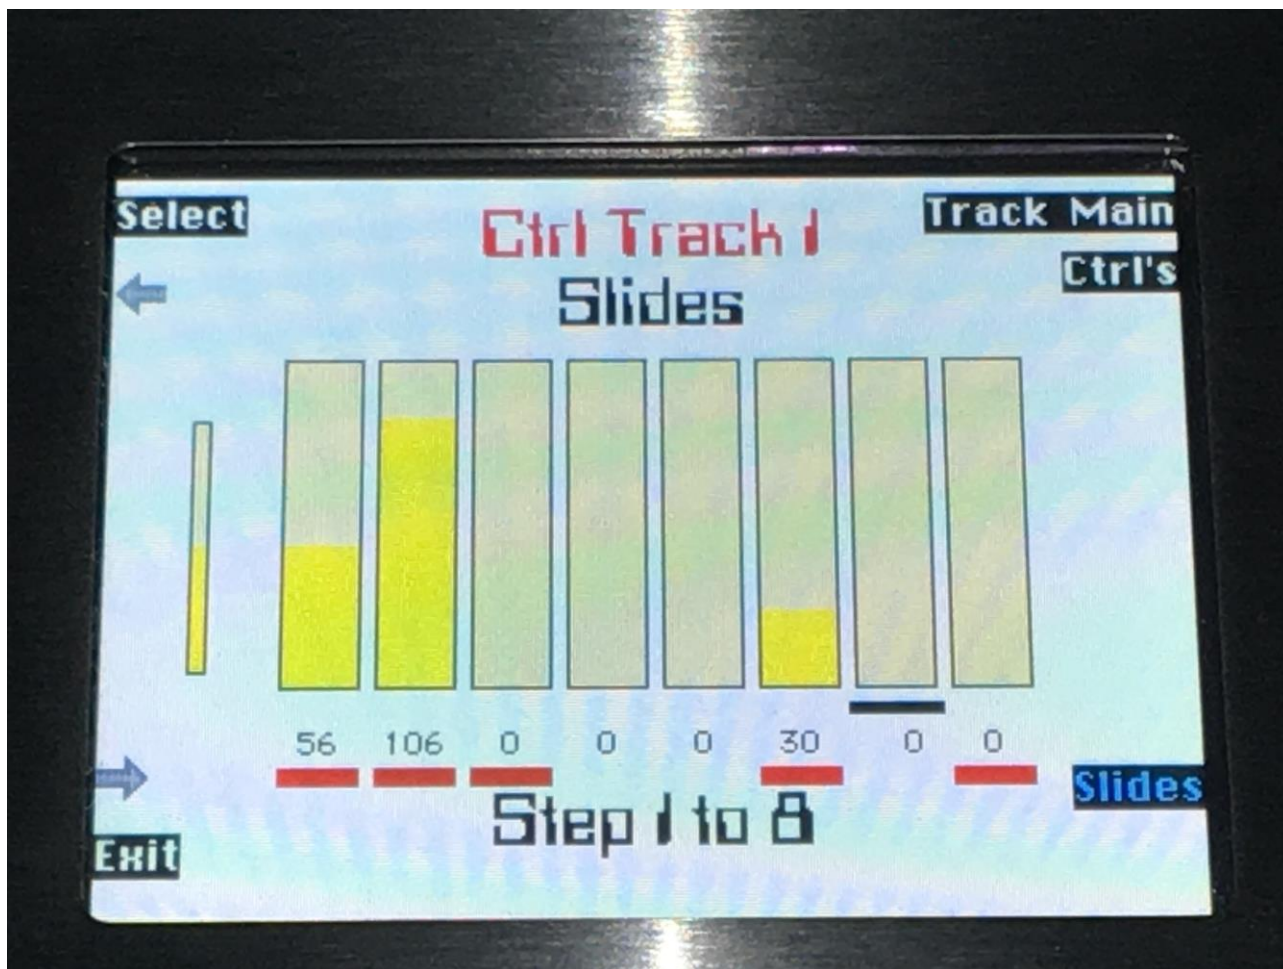 Select
Ctrl Track 1
Track Main
Slides
Ctrl's
56 106 0 0 0 30 0 0
Slides
Step 1 to 8
Exit